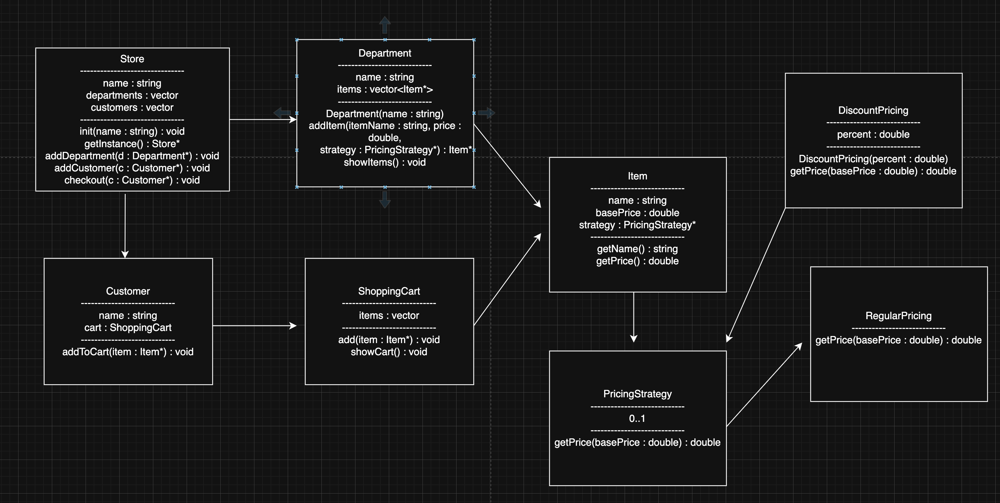 Store
-------------------------------
name : string
departments : vector
customers : vector
-------------------------------
init(name : string) : void
getInstance() : Store*
addDepartment(d : Department*) : void
addCustomer(c : Customer*) : void
checkout(c : Customer*) : void
Department
----------------------------
name : string
items : vector<Item*>
----------------------------
Department(name : string)
addItem(itemName : string, price :
double,
strategy : PricingStrategy*) : Item*
showItems() : void
DiscountPricing
----------------------------
percent : double
----------------------------
DiscountPricing(percent : double)
getPrice(basePrice : double) : double
Item
----------------------------
name : string
basePrice : double
strategy : PricingStrategy*
----------------------------
getName() : string
getPrice() : double
Customer
----------------------------
name : string
cart : ShoppingCart
----------------------------
addToCart(item : Item*) : void
ShoppingCart
----------------------------
items : vector
----------------------------
add(item : Item*) : void
showCart() : void
RegularPricing
----------------------------
getPrice(basePrice : double) : double
PricingStrategy
----------------------------
0..1
----------------------------
getPrice(basePrice : double) : double